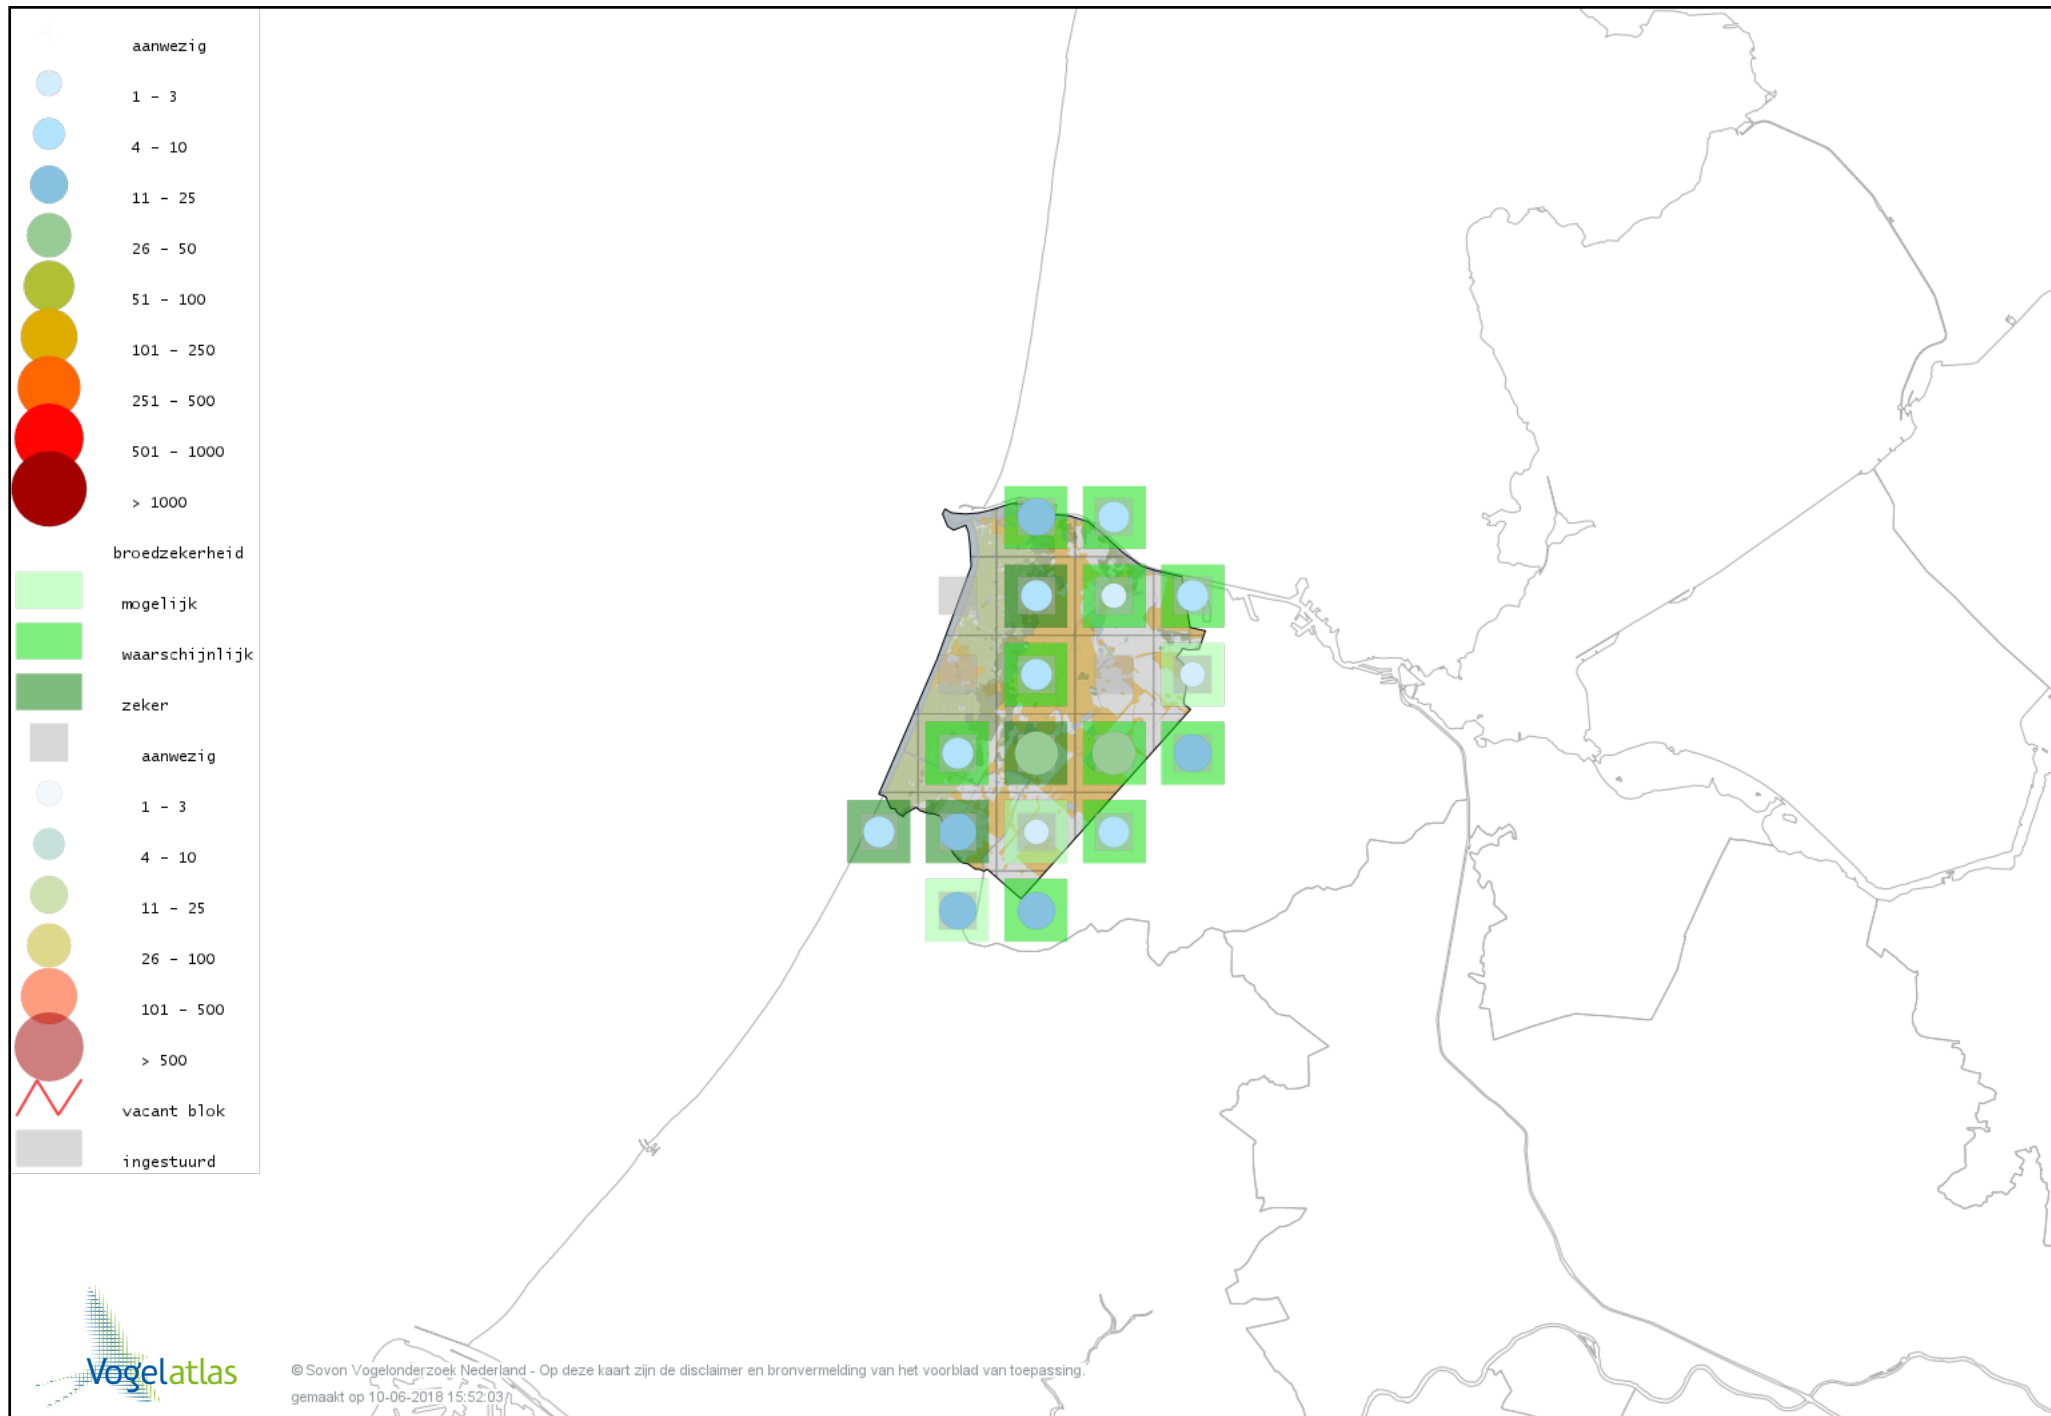 aanwezig
1 - 3
4 - 10
11 - 25
26 - 50
51 - 100
101 - 250
251 - 500
501 - 1000
> 1000
broedzekerheid
mogelijk
waarschijnlijk
zeker
aanwezig
1 - 3
4 - 10
11 - 25
26 - 100
101 - 500
> 500
vacant blok
ingestuurd
Vogelatlas
© Sovon Vogelonderzoek Nederland - Op deze kaart zijn de disclaimer en bronvermelding van het voorblad van toepassing.
gemaakt op 10-06-2018 15:52:03